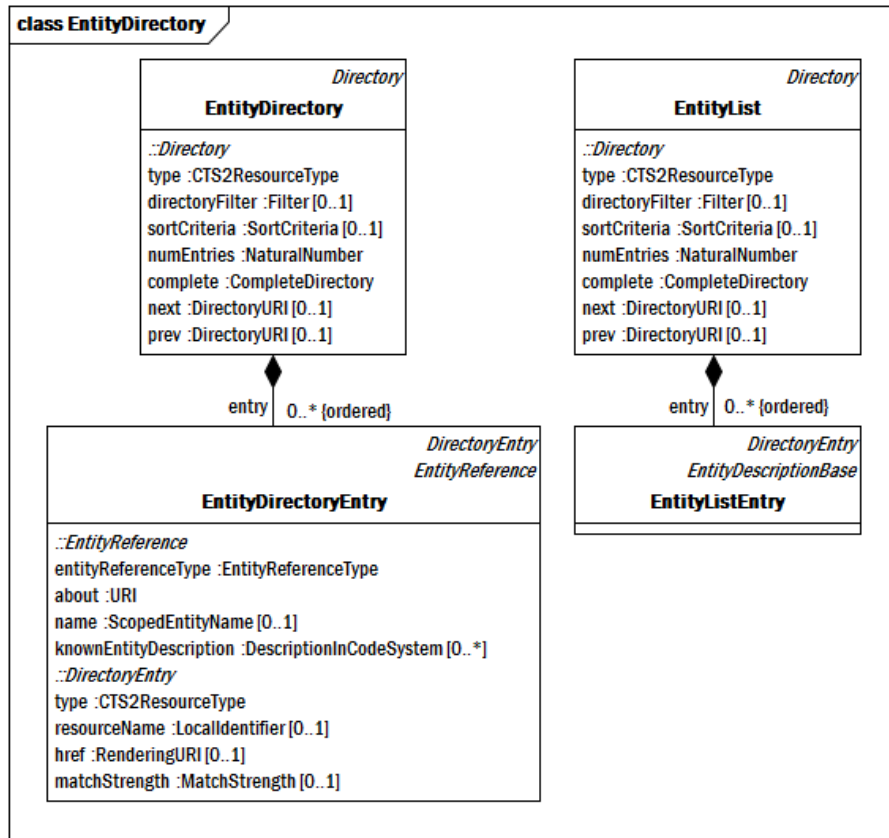 class EntityDirectory
Directory
EntityDirectory
::Directory
type :CTS2ResourceType
directoryFilter :Filter [0..1]
sortCriteria :SortCriteria [0..1]
numEntries :NaturalNumber
complete :CompleteDirectory
next :DirectoryURI [0..1]
prev :DirectoryURI [0..1]
entry 0..* {ordered}
DirectoryEntry
EntityReference
EntityDirectoryEntry
::EntityReference
entityReferenceType :EntityReferenceType
about :URI
name :ScopedEntityName [0..1]
knownEntityDescription :DescriptionInCodeSystem [0..*]
::DirectoryEntry
type :CTS2ResourceType
resourceName :LocalIdentifier [0..1]
href :RenderingURI [0..1]
matchStrength :MatchStrength [0..1]
Directory
EntityList
::Directory
type :CTS2ResourceType
directoryFilter :Filter [0..1]
sortCriteria :SortCriteria [0..1]
numEntries :NaturalNumber
complete :CompleteDirectory
next :DirectoryURI [0..1]
prev :DirectoryURI [0..1]
entry 0..* {ordered}
DirectoryEntry
EntityDescriptionBase
EntityListEntry